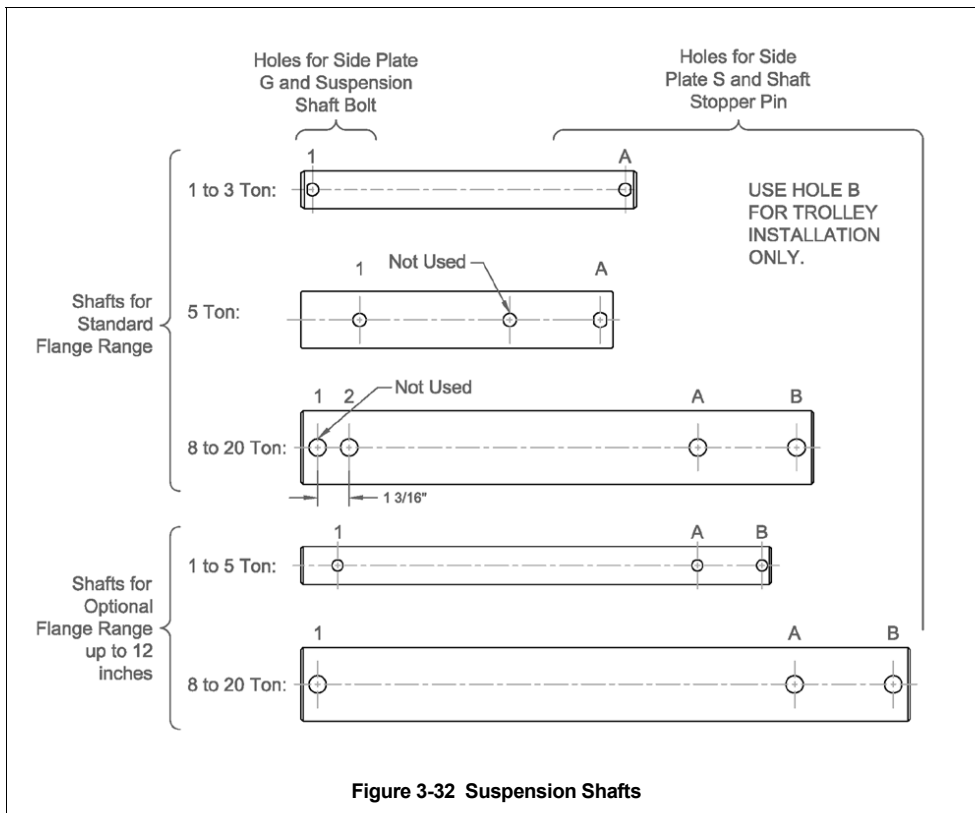 Holes for Side Plate
G and Suspension
Shaft Bolt
Holes for Side
Plate S and Shaft
Stopper Pin
1
A
1 to 3 Ton:
USE HOLE B
FOR TROLLEY
INSTALLATION
ONLY.
Not Used
1
A
5 Ton:
Shafts for
Standard
Flange Range
Not Used
1
2
A
B
8 to 20 Ton:
1 3/16"
1
A
B
1 to 5 Ton:
Shafts for
Optional
Flange Range
up to 12
inches
1
A
B
8 to 20 Ton:
Figure 3-32 Suspension Shafts